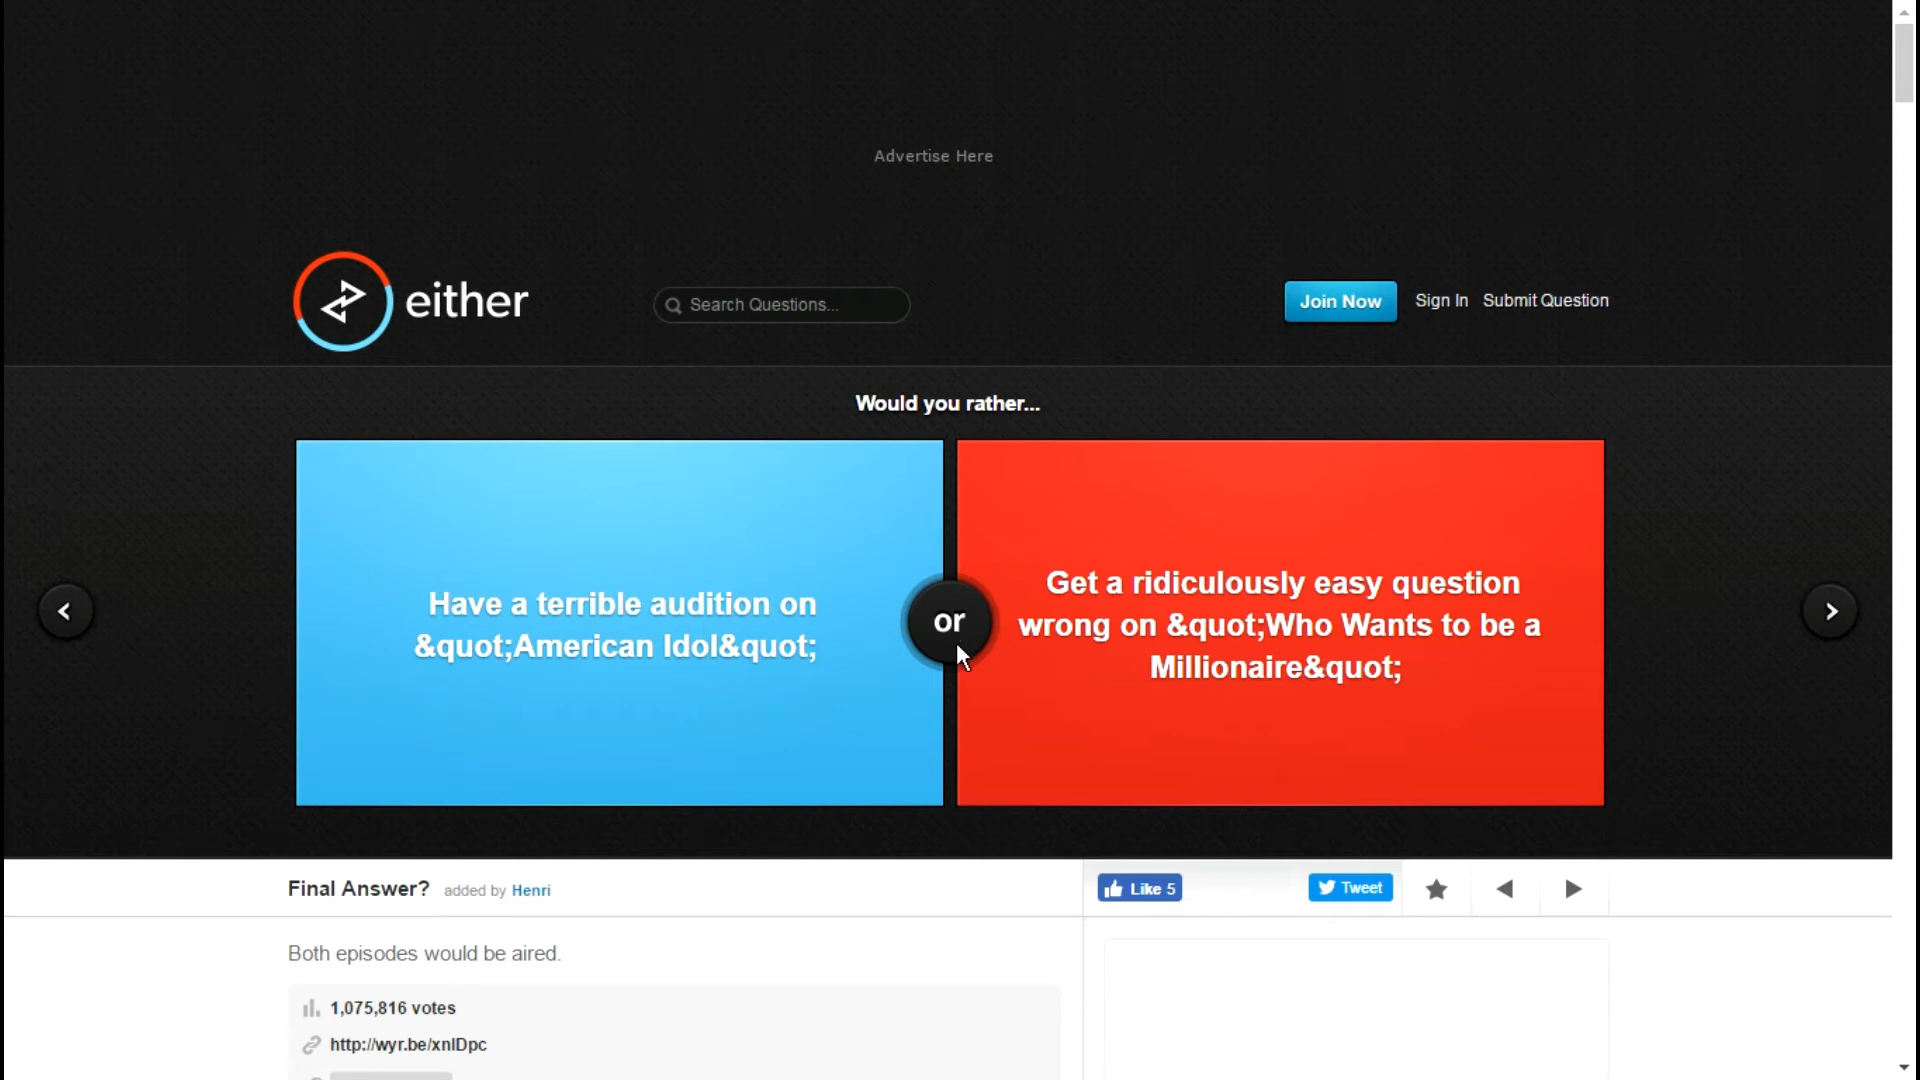 Advertise Here
either
Search Questions...
Join Now
Sign In
Submit Question
Would you rather...
Have a terrible audition on
&quot;American Idol&quot;
or
Get a ridiculously easy question
wrong on &quot;Who Wants to be a
Millionaire&quot;
Final Answer? added by Henri
Like 5
Tweet
Both episodes would be aired.
1,075,816 votes
http://wyr.be/xnlDpc